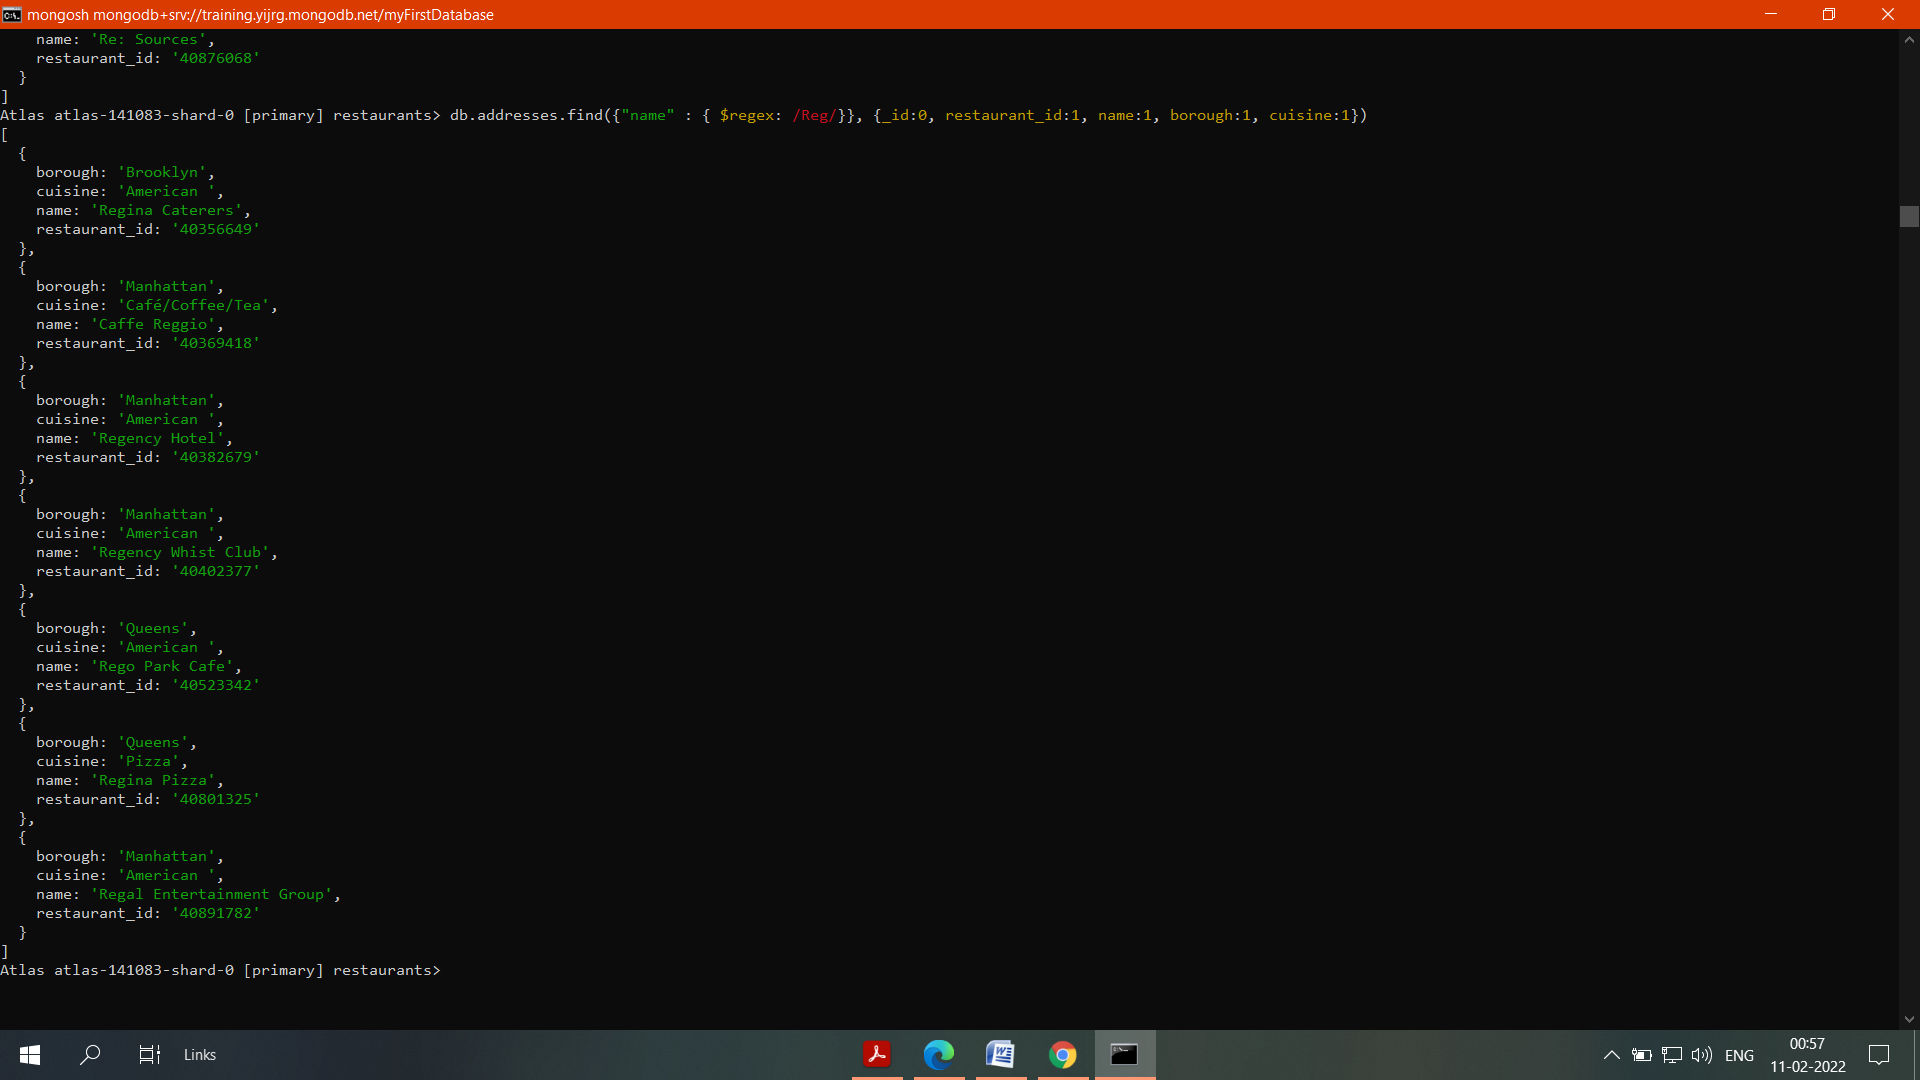 mongosh mongodb+srv://training.yijrg.mongodb.net/myFirstDatabase
name: 'Re: Sources',
restaurant_id: '40876068'
}
]
Atlas atlas-141083-shard-0 [primary] restaurants> db.addresses.find({"name" : { $regex: /Reg/}}, {_id:0, restaurant_id:1, name:1, borough:1, cuisine:1})
[
{
borough: 'Brooklyn',
cuisine: 'American ',
name: 'Regina Caterers',
restaurant_id: '40356649'
},
{
borough: 'Manhattan',
cuisine: 'Café/Coffee/Tea',
name: 'Caffe Reggio',
restaurant_id: '40369418'
},
{
borough: 'Manhattan',
cuisine: 'American ',
name: 'Regency Hotel',
restaurant_id: '40382679'
},
{
borough: 'Manhattan',
cuisine: 'American ',
name: 'Regency Whist Club',
restaurant_id: '40402377'
},
{
borough: 'Queens',
cuisine: 'American ',
name: 'Rego Park Cafe',
restaurant_id: '40523342'
},
{
borough: 'Queens',
cuisine: 'Pizza',
name: 'Regina Pizza',
restaurant_id: '40801325'
},
{
borough: 'Manhattan',
cuisine: 'American ',
name: 'Regal Entertainment Group',
restaurant_id: '40891782'
}
]
Atlas atlas-141083-shard-0 [primary] restaurants>
Links
ENG
00:57
11-02-2022